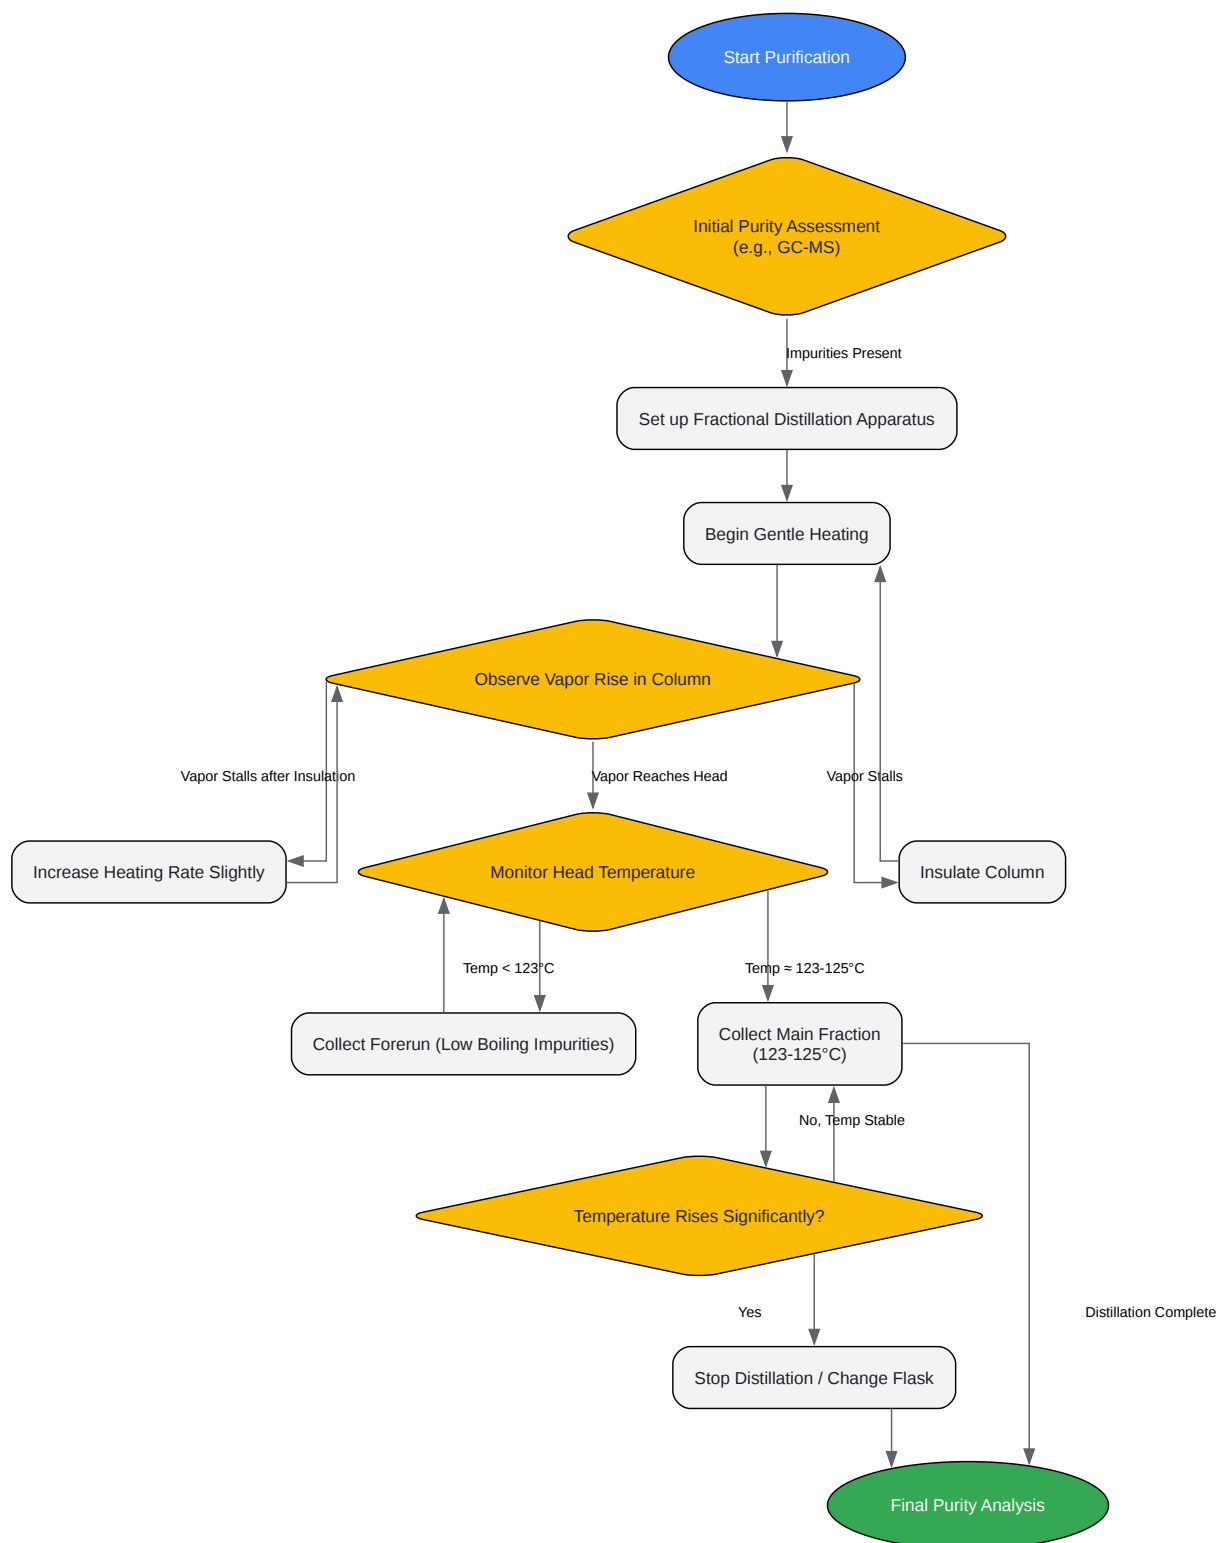 Start Purification
Initial Purity Assessment
(e.g., GC-MS)
Impurities Present
Set up Fractional Distillation Apparatus
Begin Gentle Heating
Observe Vapor Rise in Column
Vapor Stalls after Insulation
Vapor Reaches Head
Vapor Stalls
Increase Heating Rate Slightly
Monitor Head Temperature
Insulate Column
Temp < 123°C
Temp ≈ 123-125°C
Collect Forerun (Low Boiling Impurities)
Collect Main Fraction
(123-125°C)
No, Temp Stable
Temperature Rises Significantly?
Yes
Distillation Complete
Stop Distillation / Change Flask
Final Purity Analysis